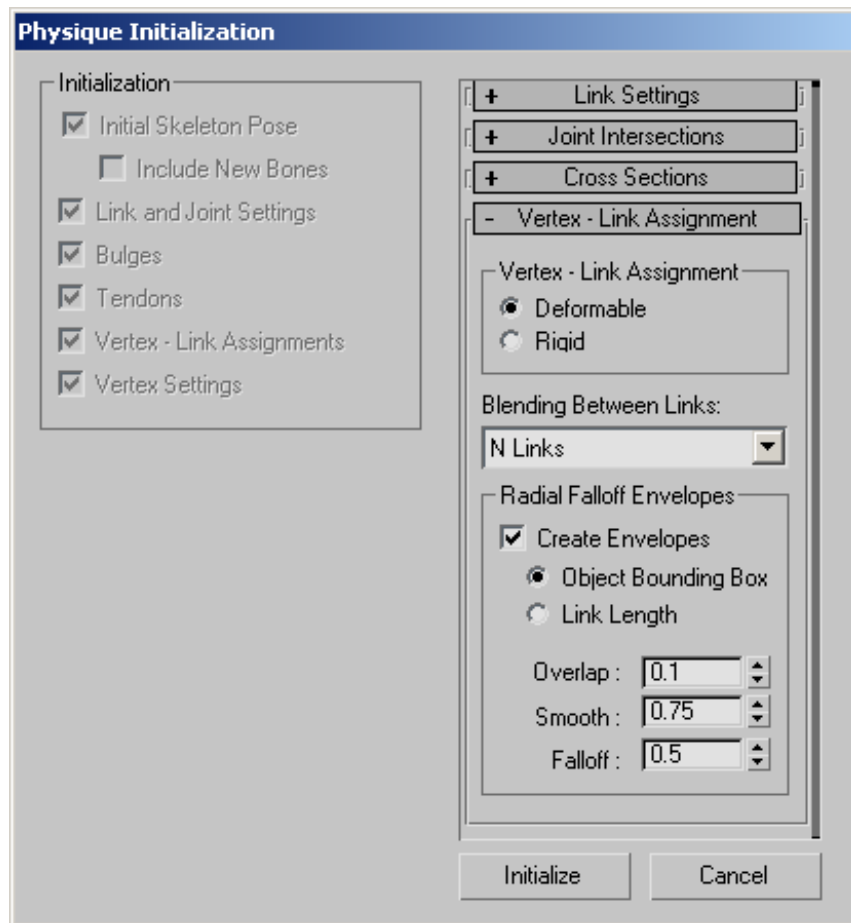 Physique Initialization
Initialization
Initial Skeleton Pose
Include New Bones
Link and Joint Settings
Bulges
Tendons
Vertex - Link Assignments
Vertex Settings
+ Link Settings
+ Joint Intersections
+ Cross Sections
- Vertex - Link Assignment
Vertex - Link Assignment
Deformable
Rigid
Blending Between Links:
N Links
Radial Falloff Envelopes
Create Envelopes
Object Bounding Box
Link Length
Overlap : 0.1
Smooth : 0.75
Falloff : 0.5
Initialize Cancel